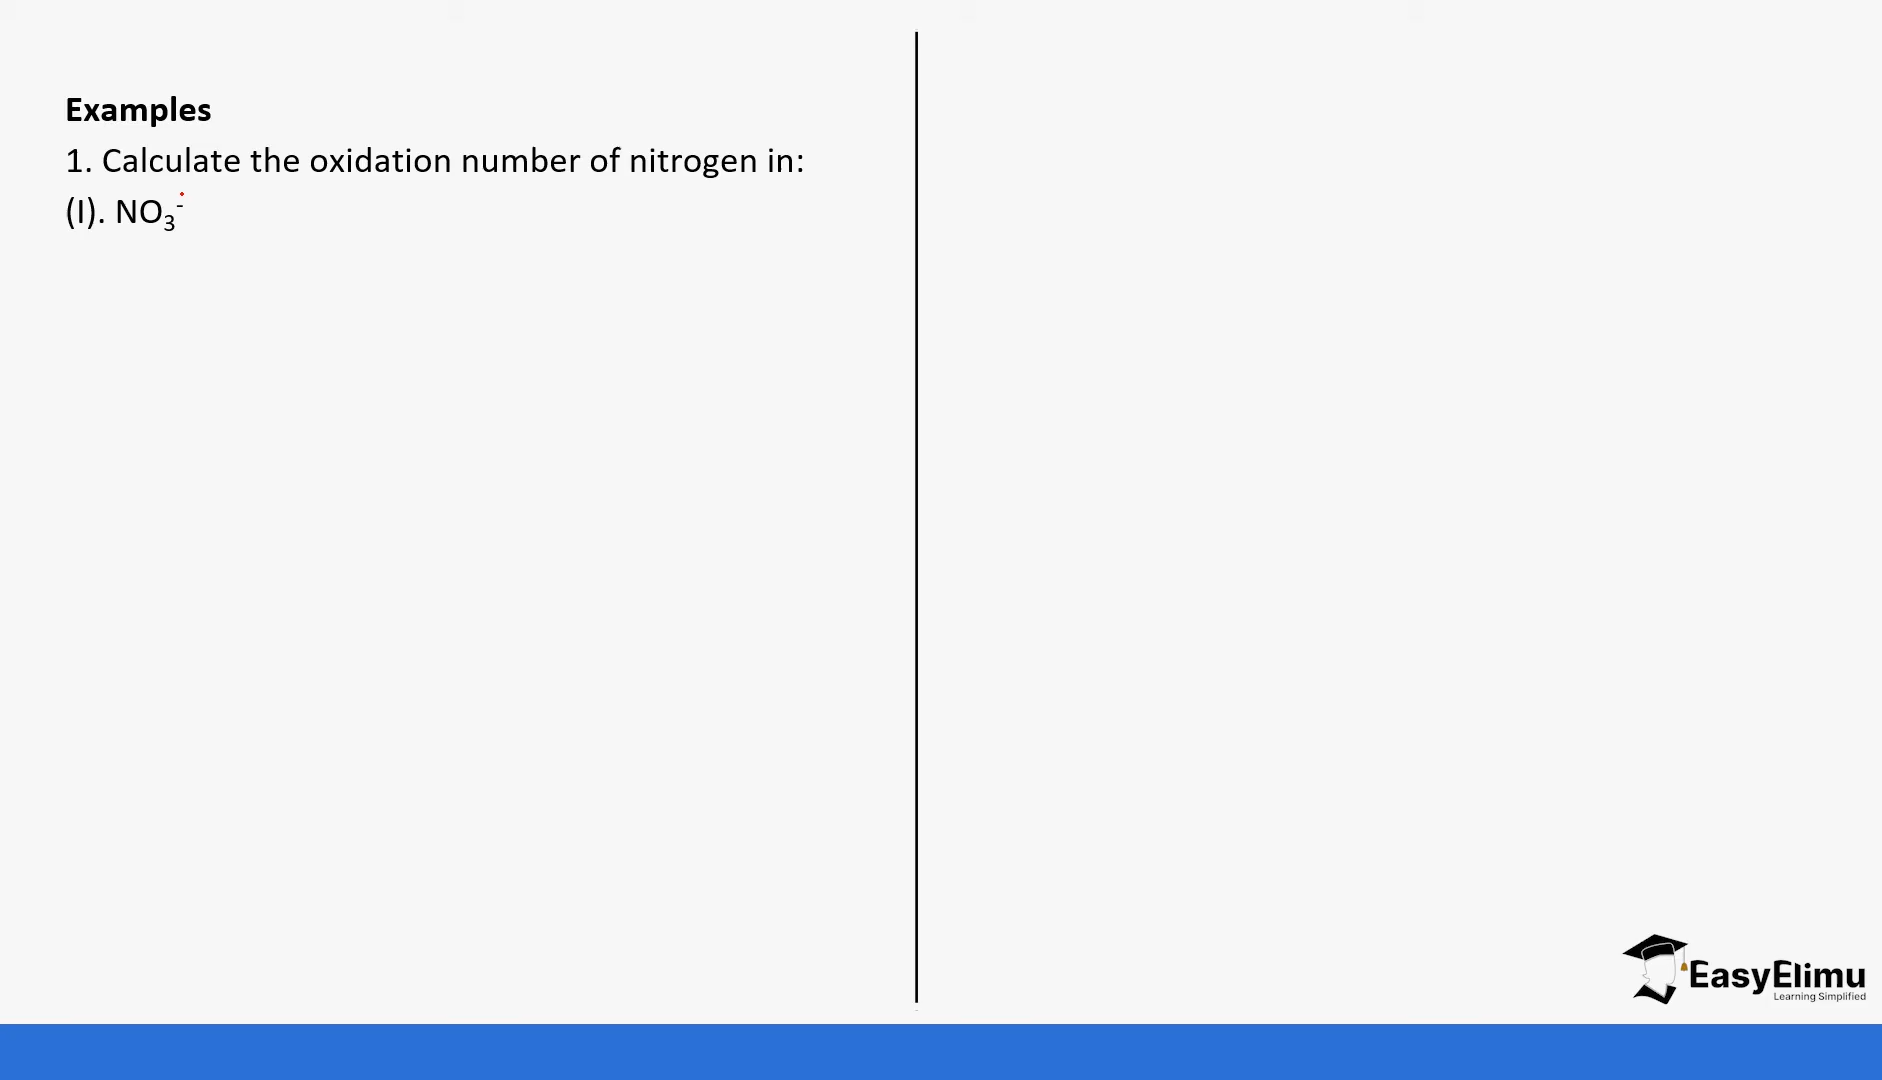 Examples
1. Calculate the oxidation number of nitrogen in:
(I). NO₃⁻
EasyElimu
Learning Simplified